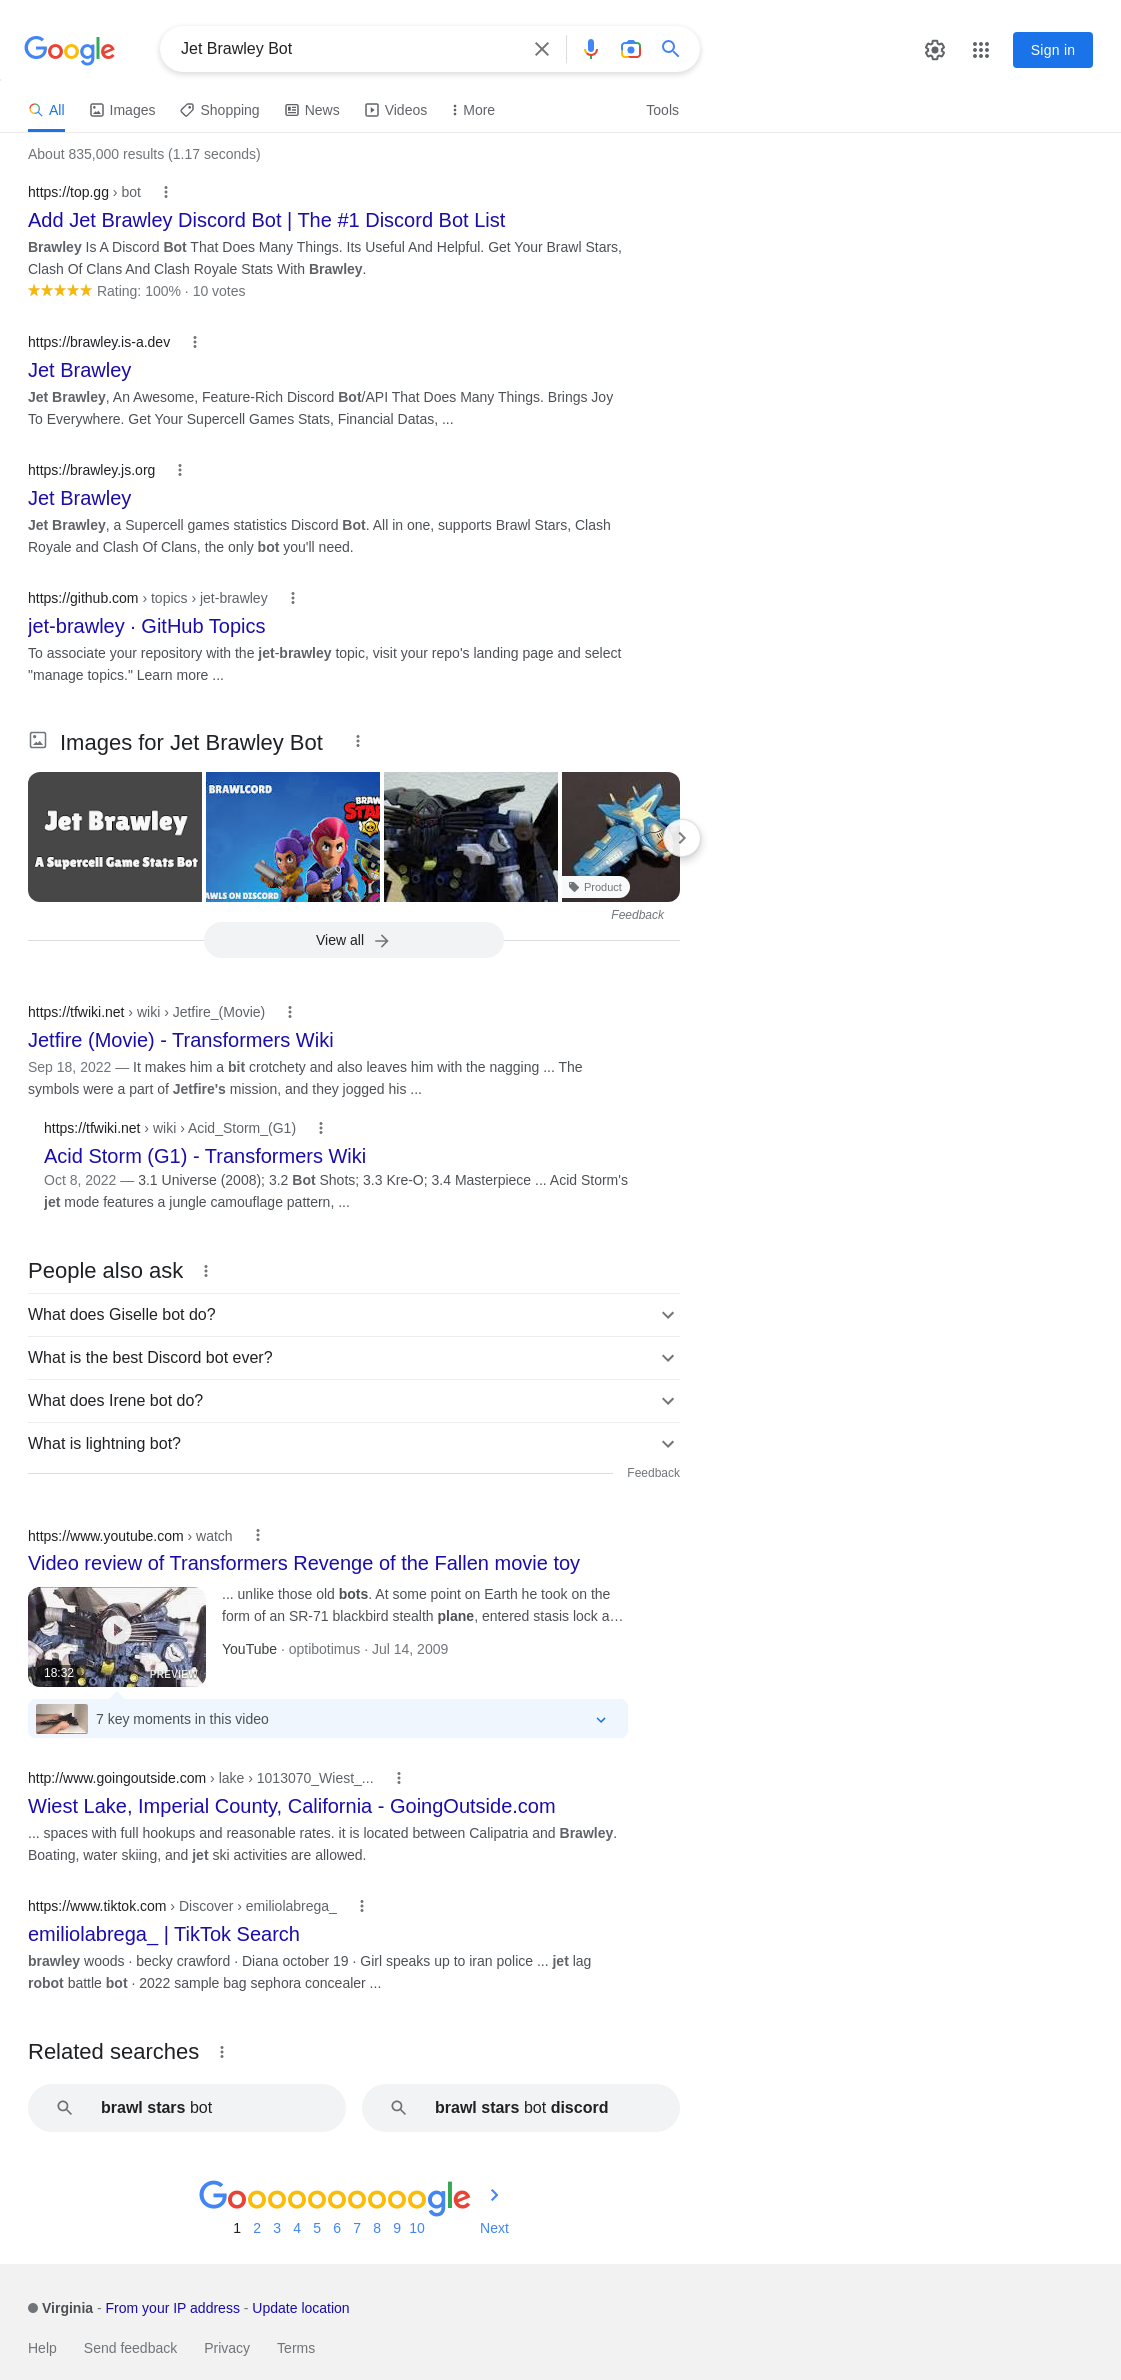 Google
Jet Brawley Bot
Sign in
All
Images
Shopping
News
Videos
More
Tools
About 835,000 results (1.17 seconds)
https://top.gg › bot
Add Jet Brawley Discord Bot | The #1 Discord Bot List
Brawley Is A Discord Bot That Does Many Things. Its Useful And Helpful. Get Your Brawl Stars,
Clash Of Clans And Clash Royale Stats With Brawley.
Rating: 100% · 10 votes
https://brawley.is-a.dev
Jet Brawley
Jet Brawley, An Awesome, Feature-Rich Discord Bot/API That Does Many Things. Brings Joy
To Everywhere. Get Your Supercell Games Stats, Financial Datas, ...
https://brawley.js.org
Jet Brawley
Jet Brawley, a Supercell games statistics Discord Bot. All in one, supports Brawl Stars, Clash
Royale and Clash Of Clans, the only bot you'll need.
https://github.com › topics › jet-brawley
jet-brawley · GitHub Topics
To associate your repository with the jet-brawley topic, visit your repo's landing page and select
"manage topics." Learn more ...
Images for Jet Brawley Bot
Jet Brawley
A Supercell Game Stats Bot
BRAWLCORD
BRAW
STAR
AWLS ON DISCORD
Product
Feedback
View all
https://tfwiki.net › wiki › Jetfire_(Movie)
Jetfire (Movie) - Transformers Wiki
Sep 18, 2022 — It makes him a bit crotchety and also leaves him with the nagging ... The
symbols were a part of Jetfire's mission, and they jogged his ...
https://tfwiki.net › wiki › Acid_Storm_(G1)
Acid Storm (G1) - Transformers Wiki
Oct 8, 2022 — 3.1 Universe (2008); 3.2 Bot Shots; 3.3 Kre-O; 3.4 Masterpiece ... Acid Storm's
jet mode features a jungle camouflage pattern, ...
People also ask
What does Giselle bot do?
What is the best Discord bot ever?
What does Irene bot do?
What is lightning bot?
Feedback
https://www.youtube.com › watch
Video review of Transformers Revenge of the Fallen movie toy
... unlike those old bots. At some point on Earth he took on the
form of an SR-71 blackbird stealth plane, entered stasis lock a…
YouTube · optibotimus · Jul 14, 2009
18:32
PREVIEW
7 key moments in this video
http://www.goingoutside.com › lake › 1013070_Wiest_...
Wiest Lake, Imperial County, California - GoingOutside.com
... spaces with full hookups and reasonable rates. it is located between Calipatria and Brawley.
Boating, water skiing, and jet ski activities are allowed.
https://www.tiktok.com › Discover › emiliolabrega_
emiliolabrega_ | TikTok Search
brawley woods · becky crawford · Diana october 19 · Girl speaks up to iran police ... jet lag
robot battle bot · 2022 sample bag sephora concealer ...
Related searches
brawl stars bot
brawl stars bot discord
Goooooooooogle
1 2 3 4 5 6 7 8 9 10 Next
Virginia - From your IP address - Update location
Help Send feedback Privacy Terms